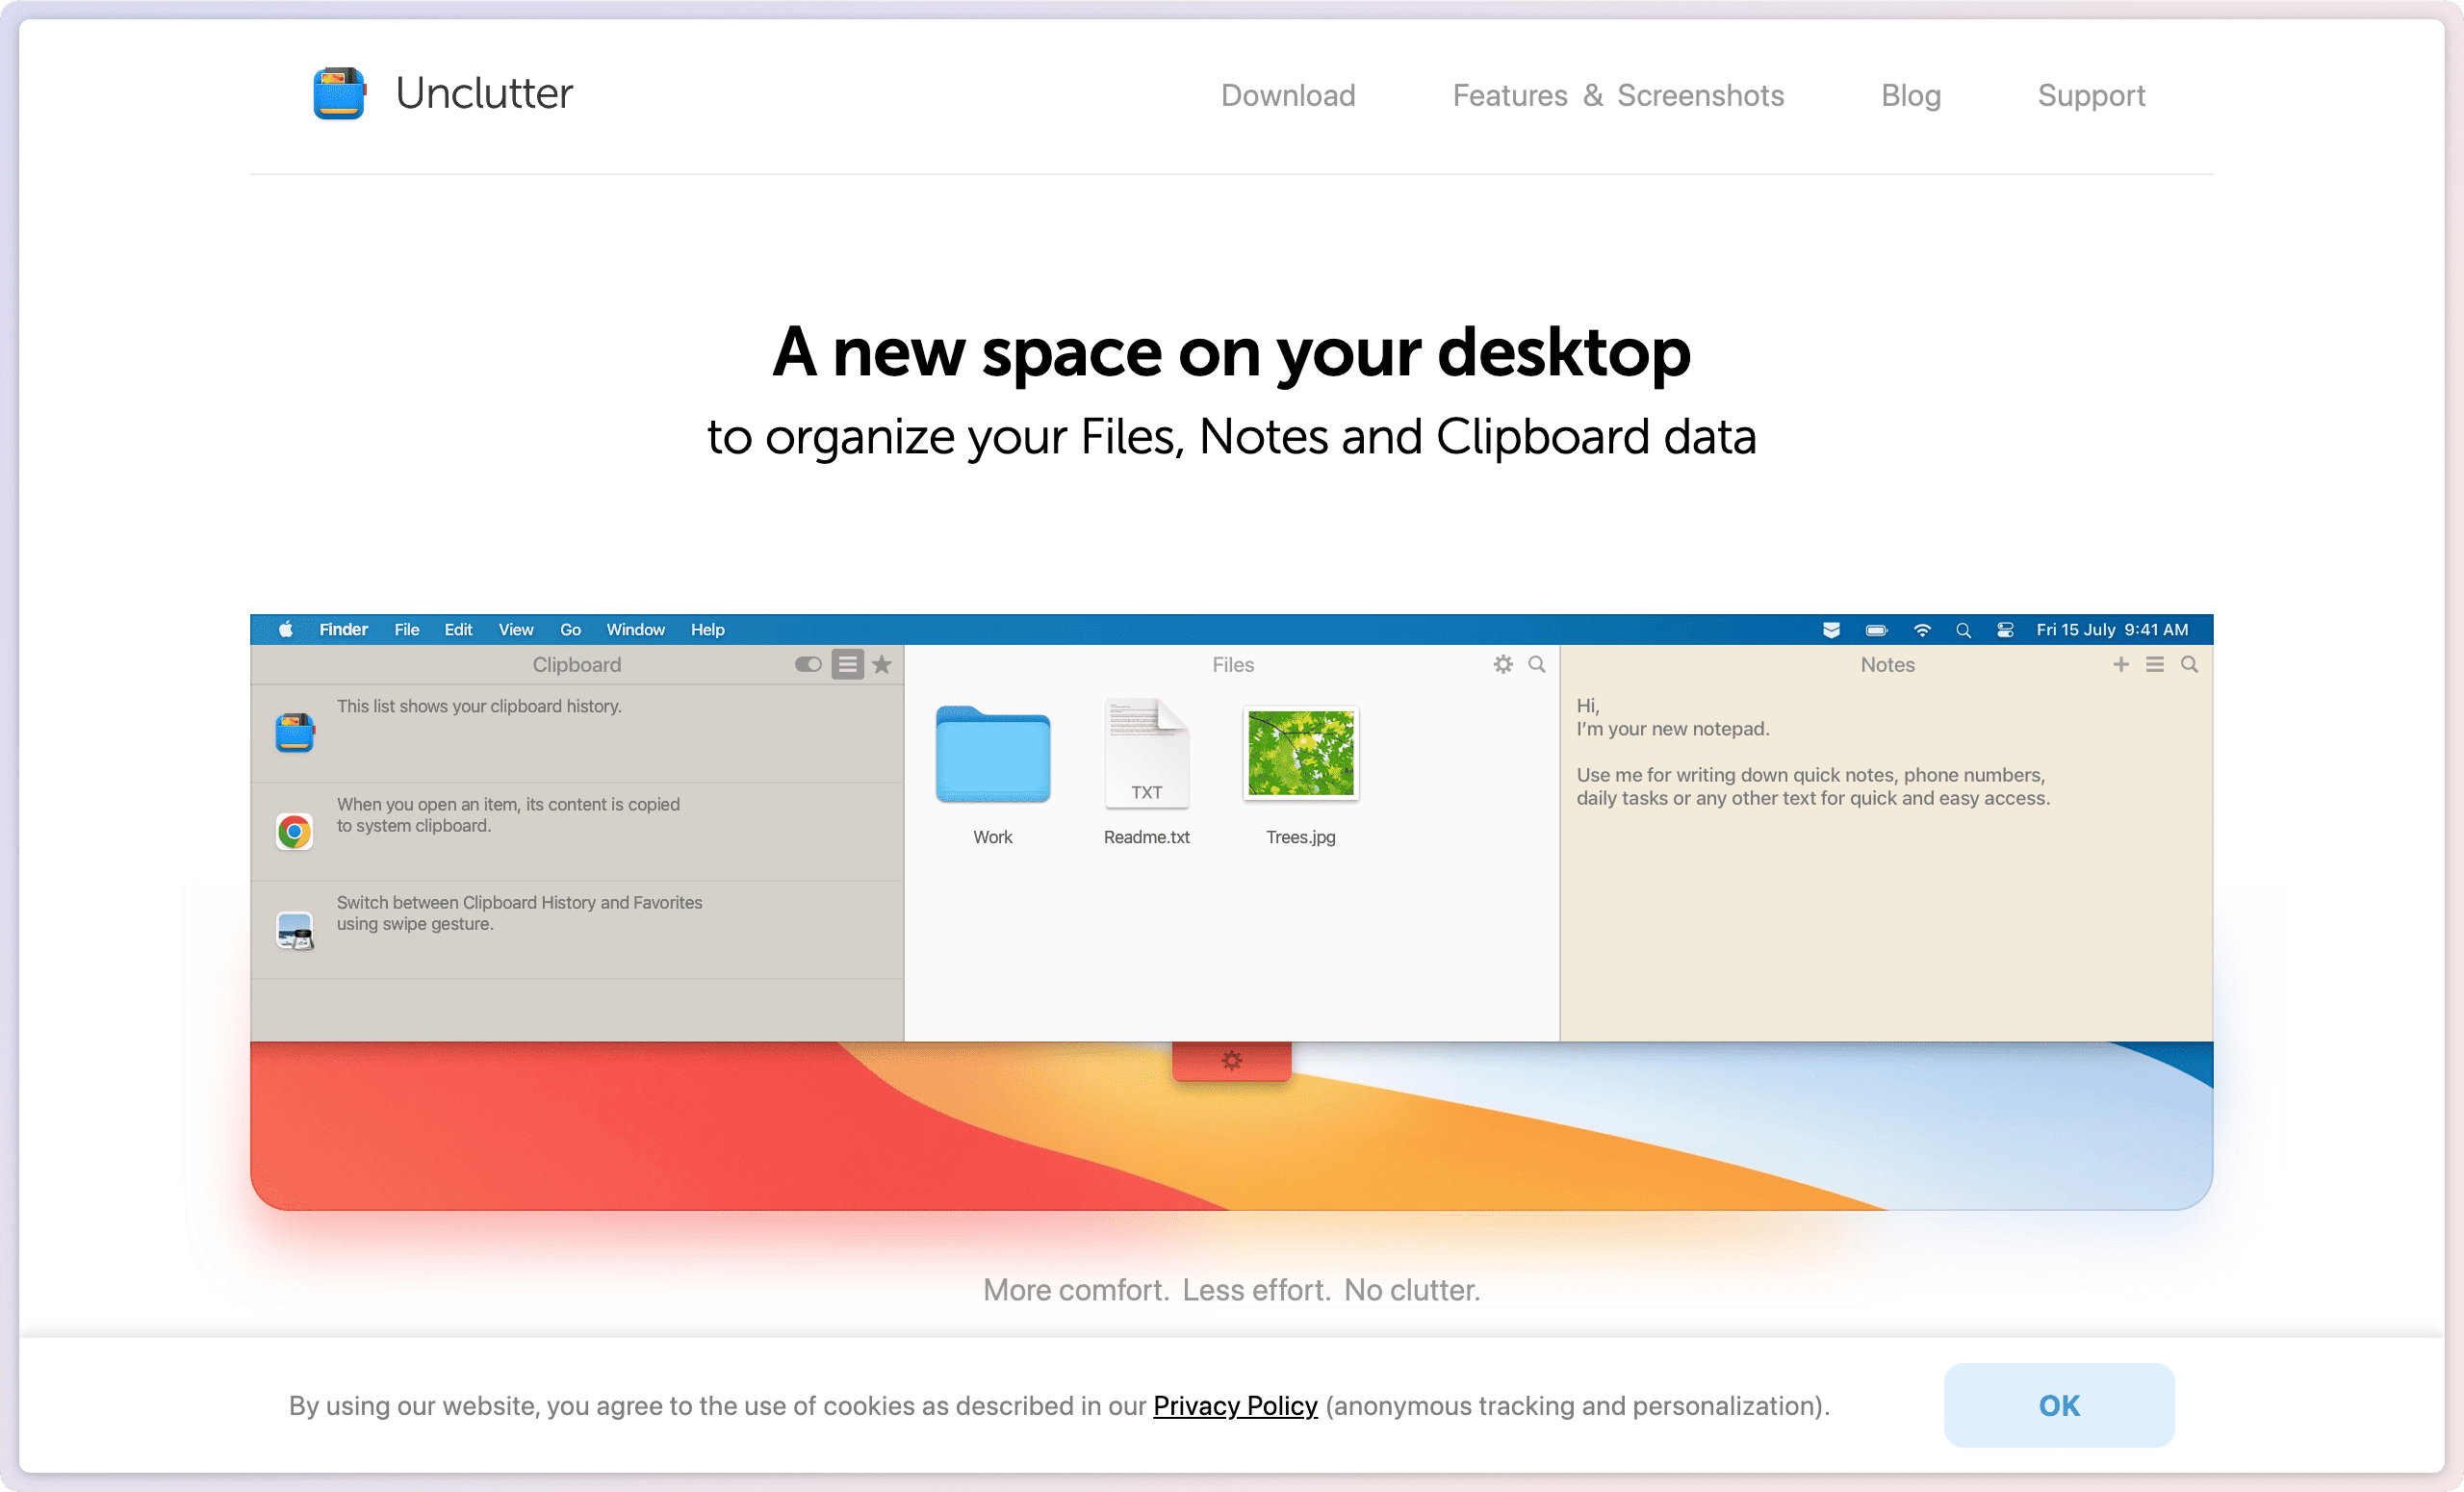 Unclutter
Download Features & Screenshots Blog Support
A new space on your desktop
to organize your Files, Notes and Clipboard data
Finder File Edit View Go Window Help Fri 15 July 9:41 AM
Clipboard
This list shows your clipboard history.
When you open an item, its content is copied
to system clipboard.
Switch between Clipboard History and Favorites
using swipe gesture.
Files
TXT
Work Readme.txt Trees.jpg
Notes
Hi,
I’m your new notepad.
Use me for writing down quick notes, phone numbers,
daily tasks or any other text for quick and easy access.
More comfort. Less effort. No clutter.
By using our website, you agree to the use of cookies as described in our Privacy Policy (anonymous tracking and personalization).
OK